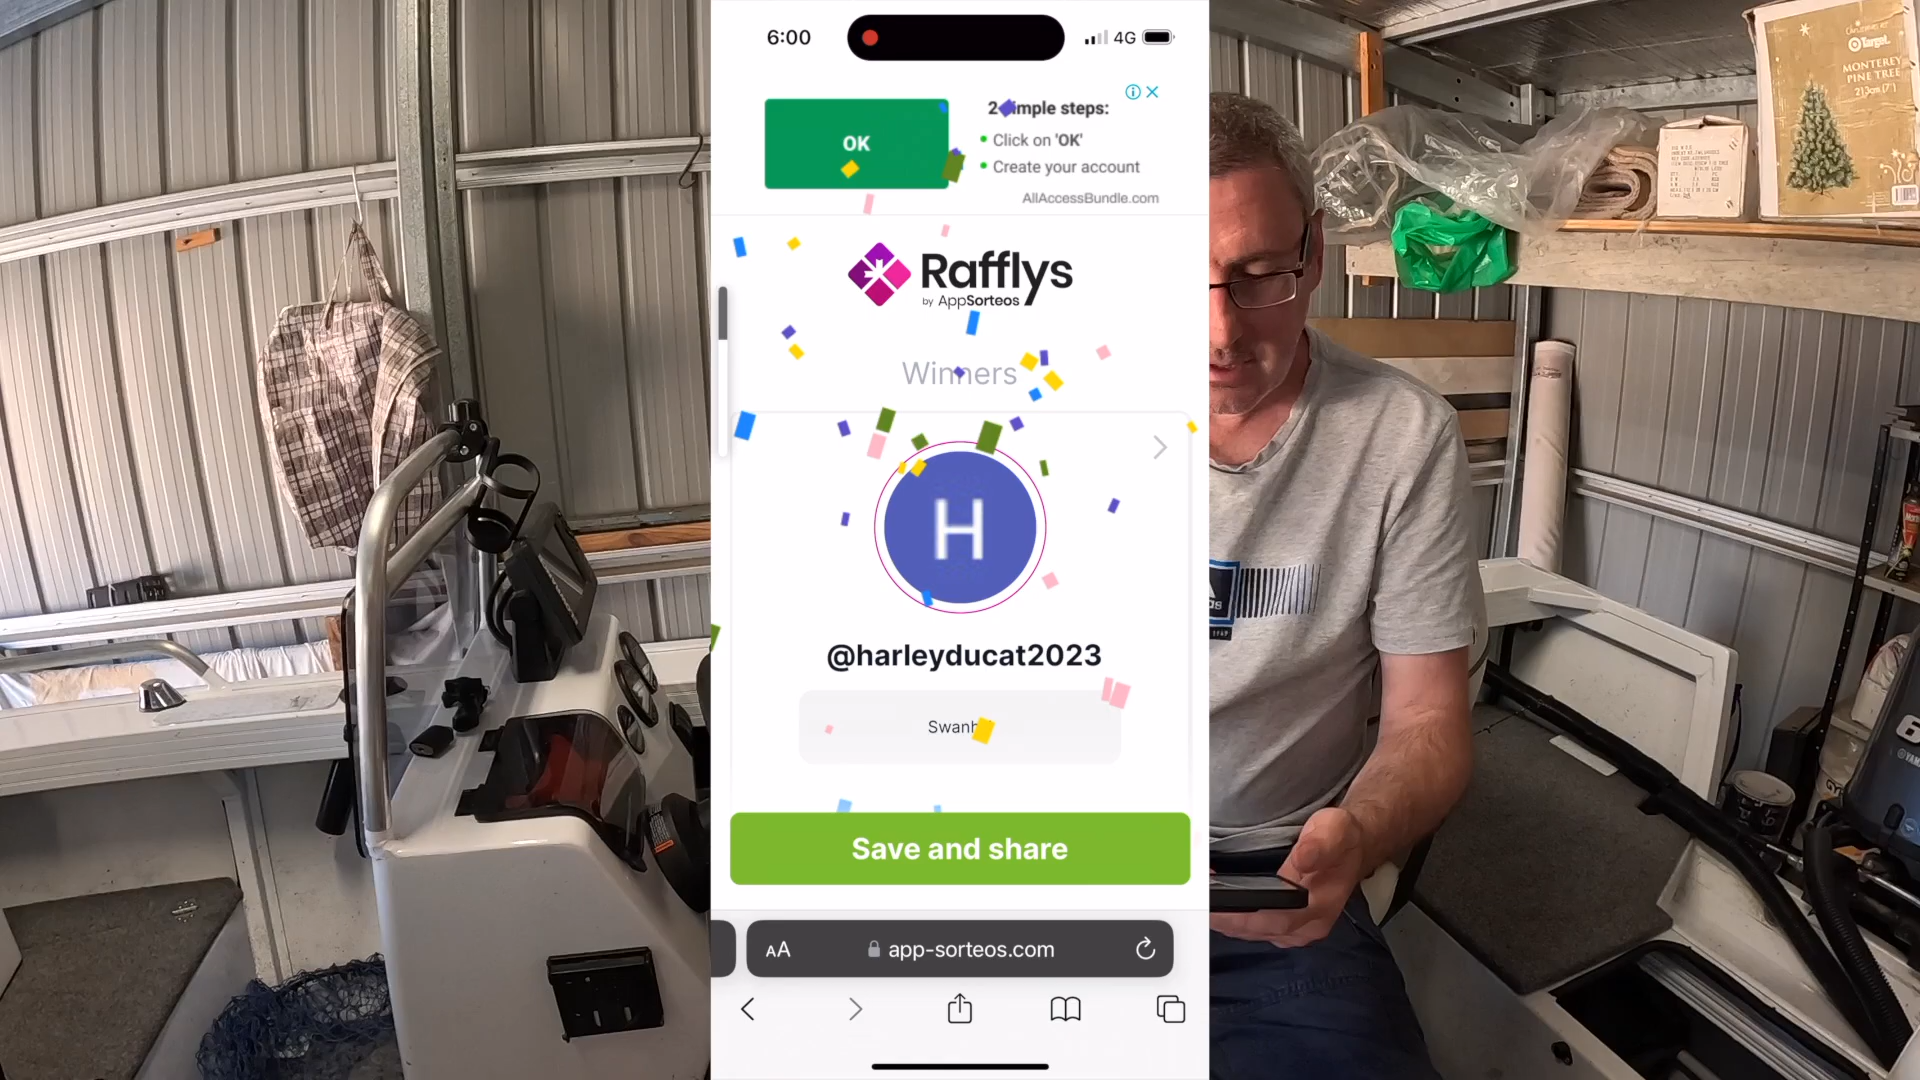 6:00
4G
OK
2 simple steps:
Click on 'OK'
Create your account
AllAccessBundle.com
Rafflys
by AppSorteos
Winners
H
@harleyducat2023
Save and share
AA
app-sorteos.com
Target
MONTEREY
PINE TREE